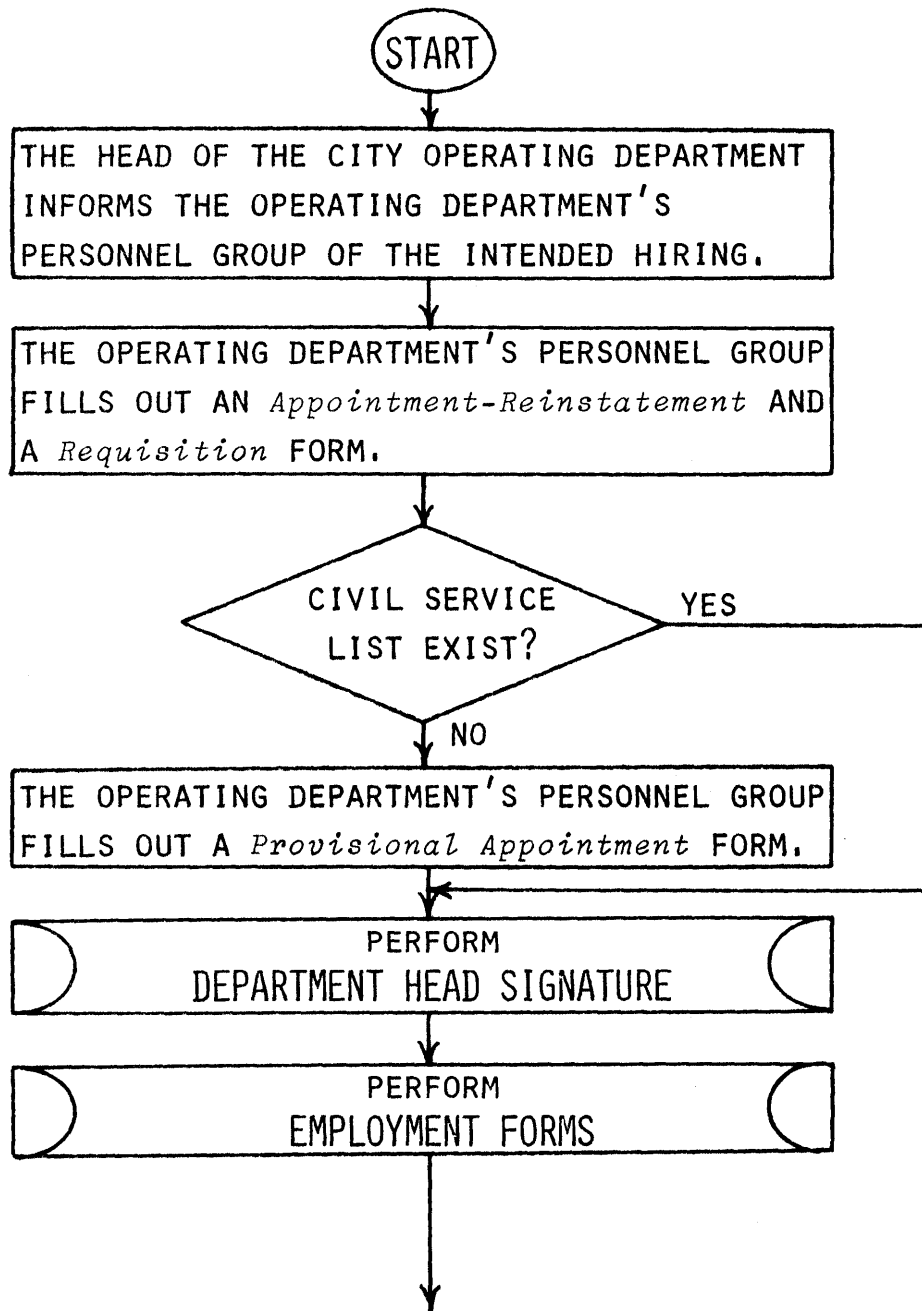 START
THE HEAD OF THE CITY OPERATING DEPARTMENT
INFORMS THE OPERATING DEPARTMENT'S
PERSONNEL GROUP OF THE INTENDED HIRING.
THE OPERATING DEPARTMENT'S PERSONNEL GROUP
FILLS OUT AN Appointment-Reinstatement AND
A Requisition FORM.
CIVIL SERVICE
LIST EXIST?
YES
NO
THE OPERATING DEPARTMENT'S PERSONNEL GROUP
FILLS OUT A Provisional Appointment FORM.
PERFORM
DEPARTMENT HEAD SIGNATURE
PERFORM
EMPLOYMENT FORMS